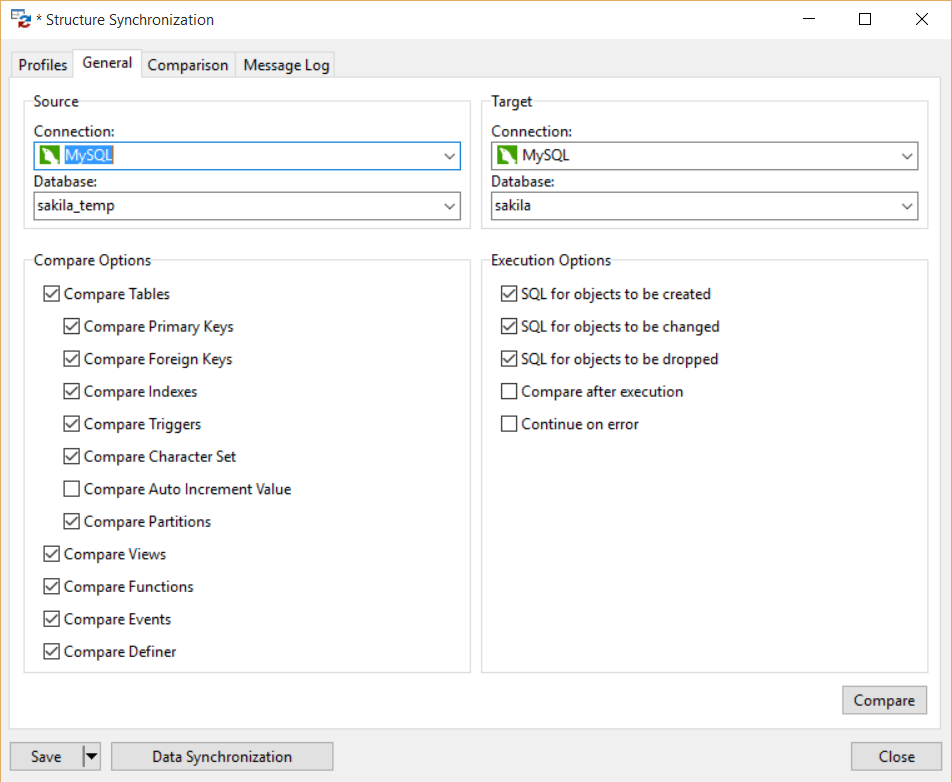 * Structure Synchronization
Profiles General Comparison Message Log
Source
Connection:
MySQL
Database:
sakila_temp
Target
Connection:
MySQL
Database:
sakila
Compare Options
Compare Tables
Compare Primary Keys
Compare Foreign Keys
Compare Indexes
Compare Triggers
Compare Character Set
Compare Auto Increment Value
Compare Partitions
Compare Views
Compare Functions
Compare Events
Compare Definer
Execution Options
SQL for objects to be created
SQL for objects to be changed
SQL for objects to be dropped
Compare after execution
Continue on error
Compare
Save Data Synchronization Close